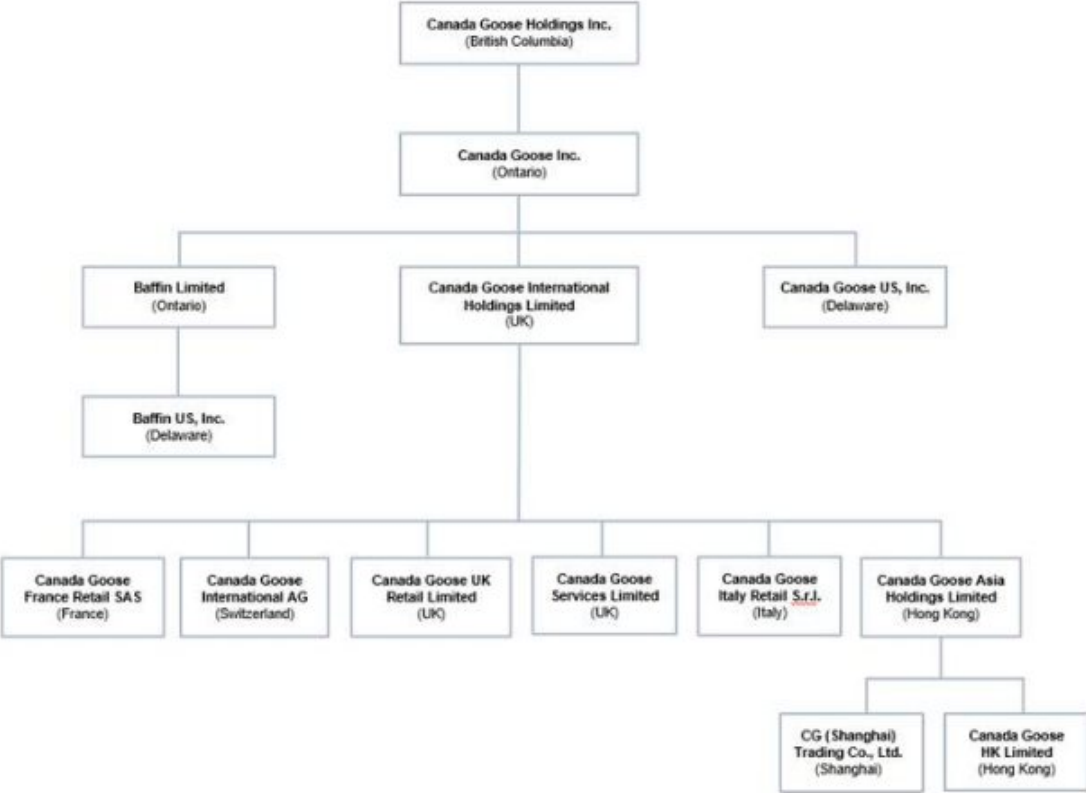 Canada Goose Holdings Inc.
(British Columbia)
Canada Goose Inc.
(Ontario)
Baffin Limited
(Ontario)
Canada Goose International
Holdings Limited
(UK)
Canada Goose US, Inc.
(Delaware)
Baffin US, Inc.
(Delaware)
Canada Goose
France Retail SAS
(France)
Canada Goose
International AG
(Switzerland)
Canada Goose UK
Retail Limited
(UK)
Canada Goose
Services Limited
(UK)
Canada Goose
Italy Retail S.r.l.
(Italy)
Canada Goose Asia
Holdings Limited
(Hong Kong)
CG (Shanghai)
Trading Co., Ltd.
(Shanghai)
Canada Goose
HK Limited
(Hong Kong)